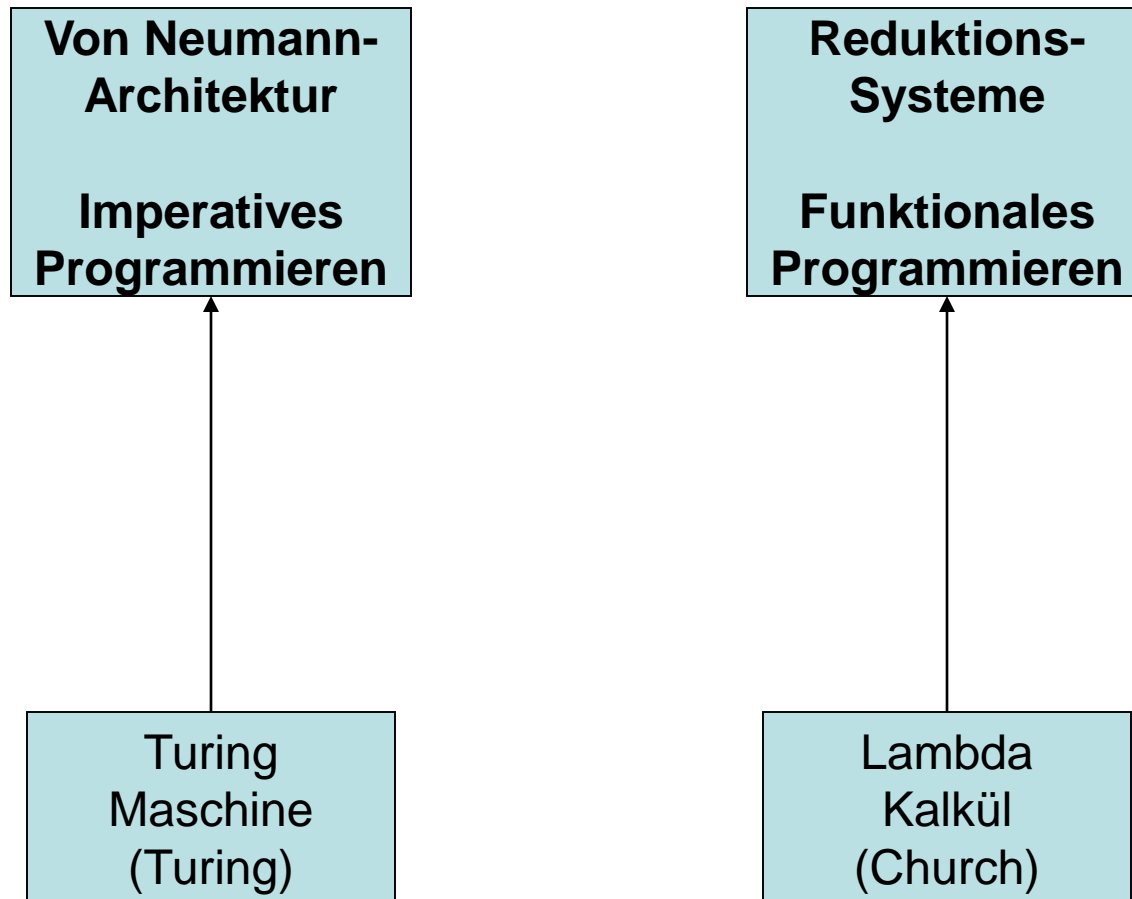 Von Neumann-
Architektur
Imperatives
Programmieren
Reduktions-
Systeme
Funktionales
Programmieren
Turing
Maschine
(Turing)
Lambda
Kalkül
(Church)